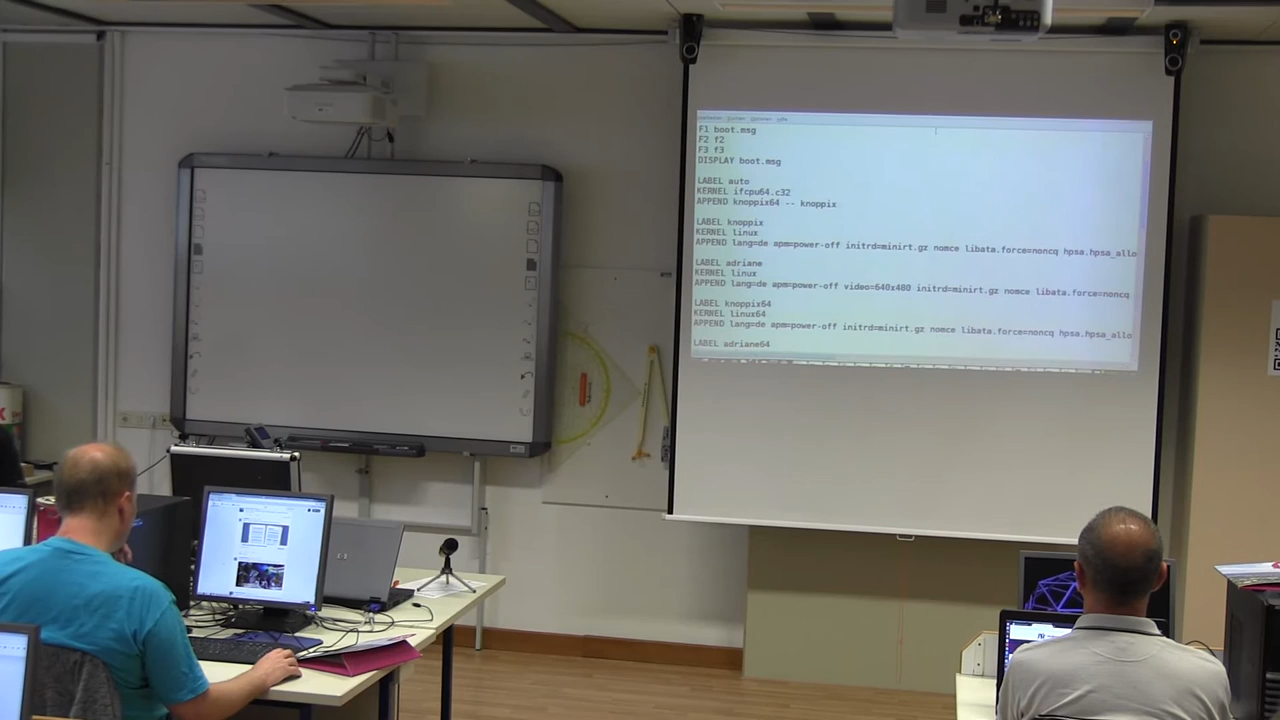 F1 boot.msg
F2 f2
F3 f3
DISPLAY boot.msg
LABEL auto
KERNEL ifcpu64.c32
APPEND knoppix64 -- knoppix
LABEL knoppix
KERNEL linux
APPEND lang=de apm=power-off initrd=minirt.gz nomce libata.force=noncq hpsa.hpsa_allo
LABEL adriane
KERNEL linux
APPEND lang=de apm=power-off video=640x480 initrd=minirt.gz nomce libata.force=noncq
LABEL knoppix64
KERNEL linux64
APPEND lang=de apm=power-off initrd=minirt.gz nomce libata.force=noncq hpsa.hpsa_allo
LABEL adriane64